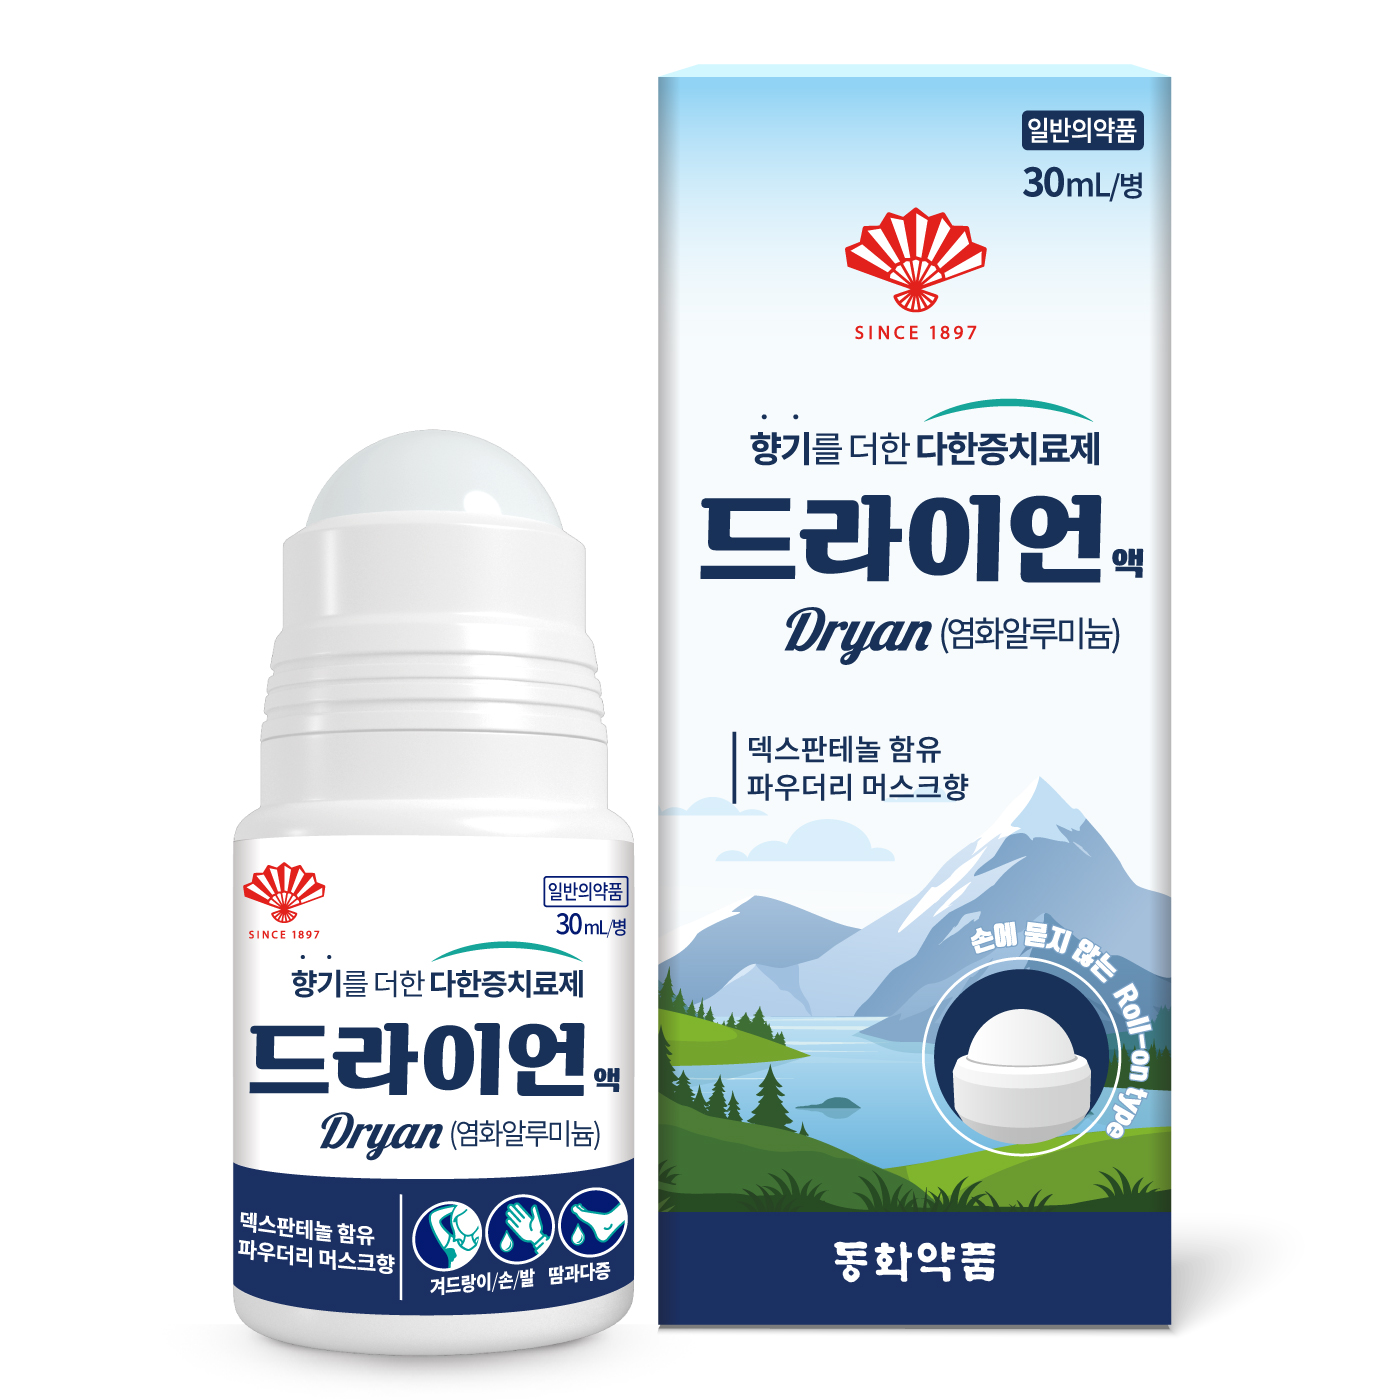 일반의약품
30mL/병
SINCE 1897
향기를 더한 다한증치료제
드라이언액
Dryan (염화알루미늄)
덱스판테놀 함유
파우더리 머스크향
손에 묻지 않는 Roll-on type
동화약품
SINCE 1897
일반의약품
30mL/병
향기를 더한 다한증치료제
드라이언액
Dryan (염화알루미늄)
덱스판테놀 함유
파우더리 머스크향
겨드랑이/손/발 땀과다증